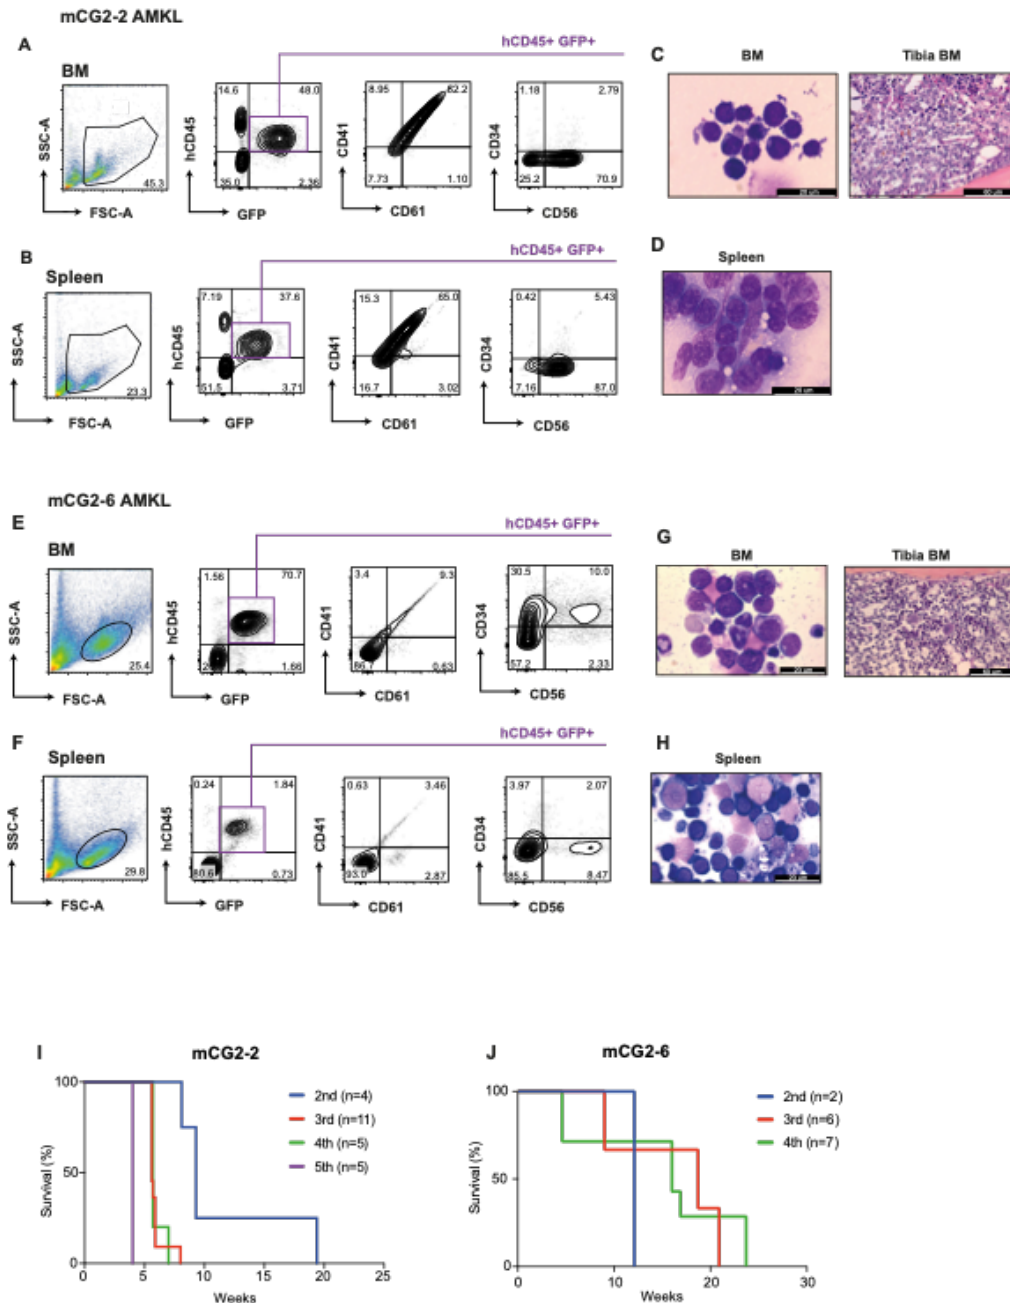 mCG2-2 AMKL
A
BM
hCD45+ GFP+
SSC-A
FSC-A
45.3
hCD45
GFP
14.6 48.0
35.0 2.36
CD41
CD61
8.95 82.2
7.73 1.10
CD34
CD56
1.18 2.79
25.2 70.9
C
BM
Tibia BM
20 um
60 um
B
Spleen
hCD45+ GFP+
SSC-A
FSC-A
23.3
hCD45
GFP
7.19 37.6
51.5 3.71
CD41
CD61
15.3 65.0
16.7 3.02
CD34
CD56
0.42 5.43
7.16 87.0
D
Spleen
20 um
mCG2-6 AMKL
E
BM
hCD45+ GFP+
SSC-A
FSC-A
25.4
hCD45
GFP
1.56 70.7
1.66
CD41
CD61
3.4 9.3
86.7 0.63
CD34
CD56
30.5 10.0
57.2 2.33
G
BM
Tibia BM
F
Spleen
hCD45+ GFP+
SSC-A
FSC-A
29.8
hCD45
GFP
0.24 1.84
80.6 0.73
CD41
CD61
0.63 3.46
93.0 2.87
CD34
CD56
3.97 2.07
85.5 8.47
H
Spleen
I
mCG2-2
Survival (%)
100
50
0
0 5 10 15 20 25
Weeks
2nd (n=4)
3rd (n=11)
4th (n=5)
5th (n=5)
J
mCG2-6
Survival (%)
100
50
0
0 10 20 30
Weeks
2nd (n=2)
3rd (n=6)
4th (n=7)